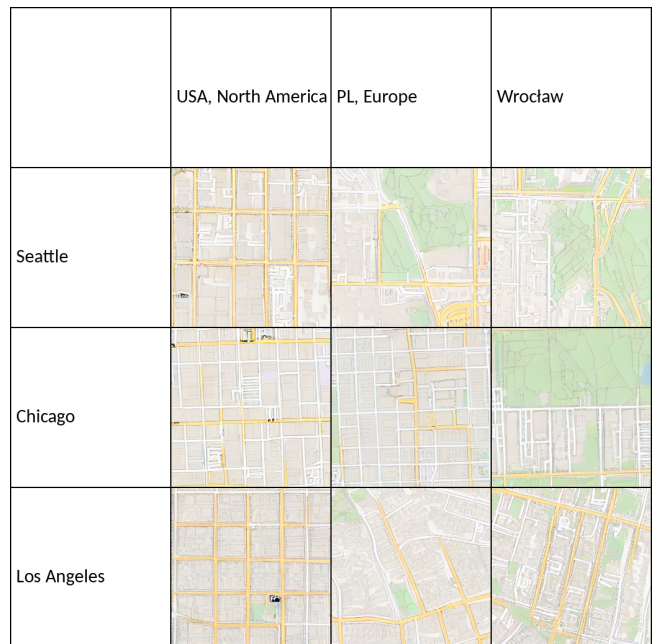 USA, North America
PL, Europe
Wrocław
Seattle
Chicago
Los Angeles